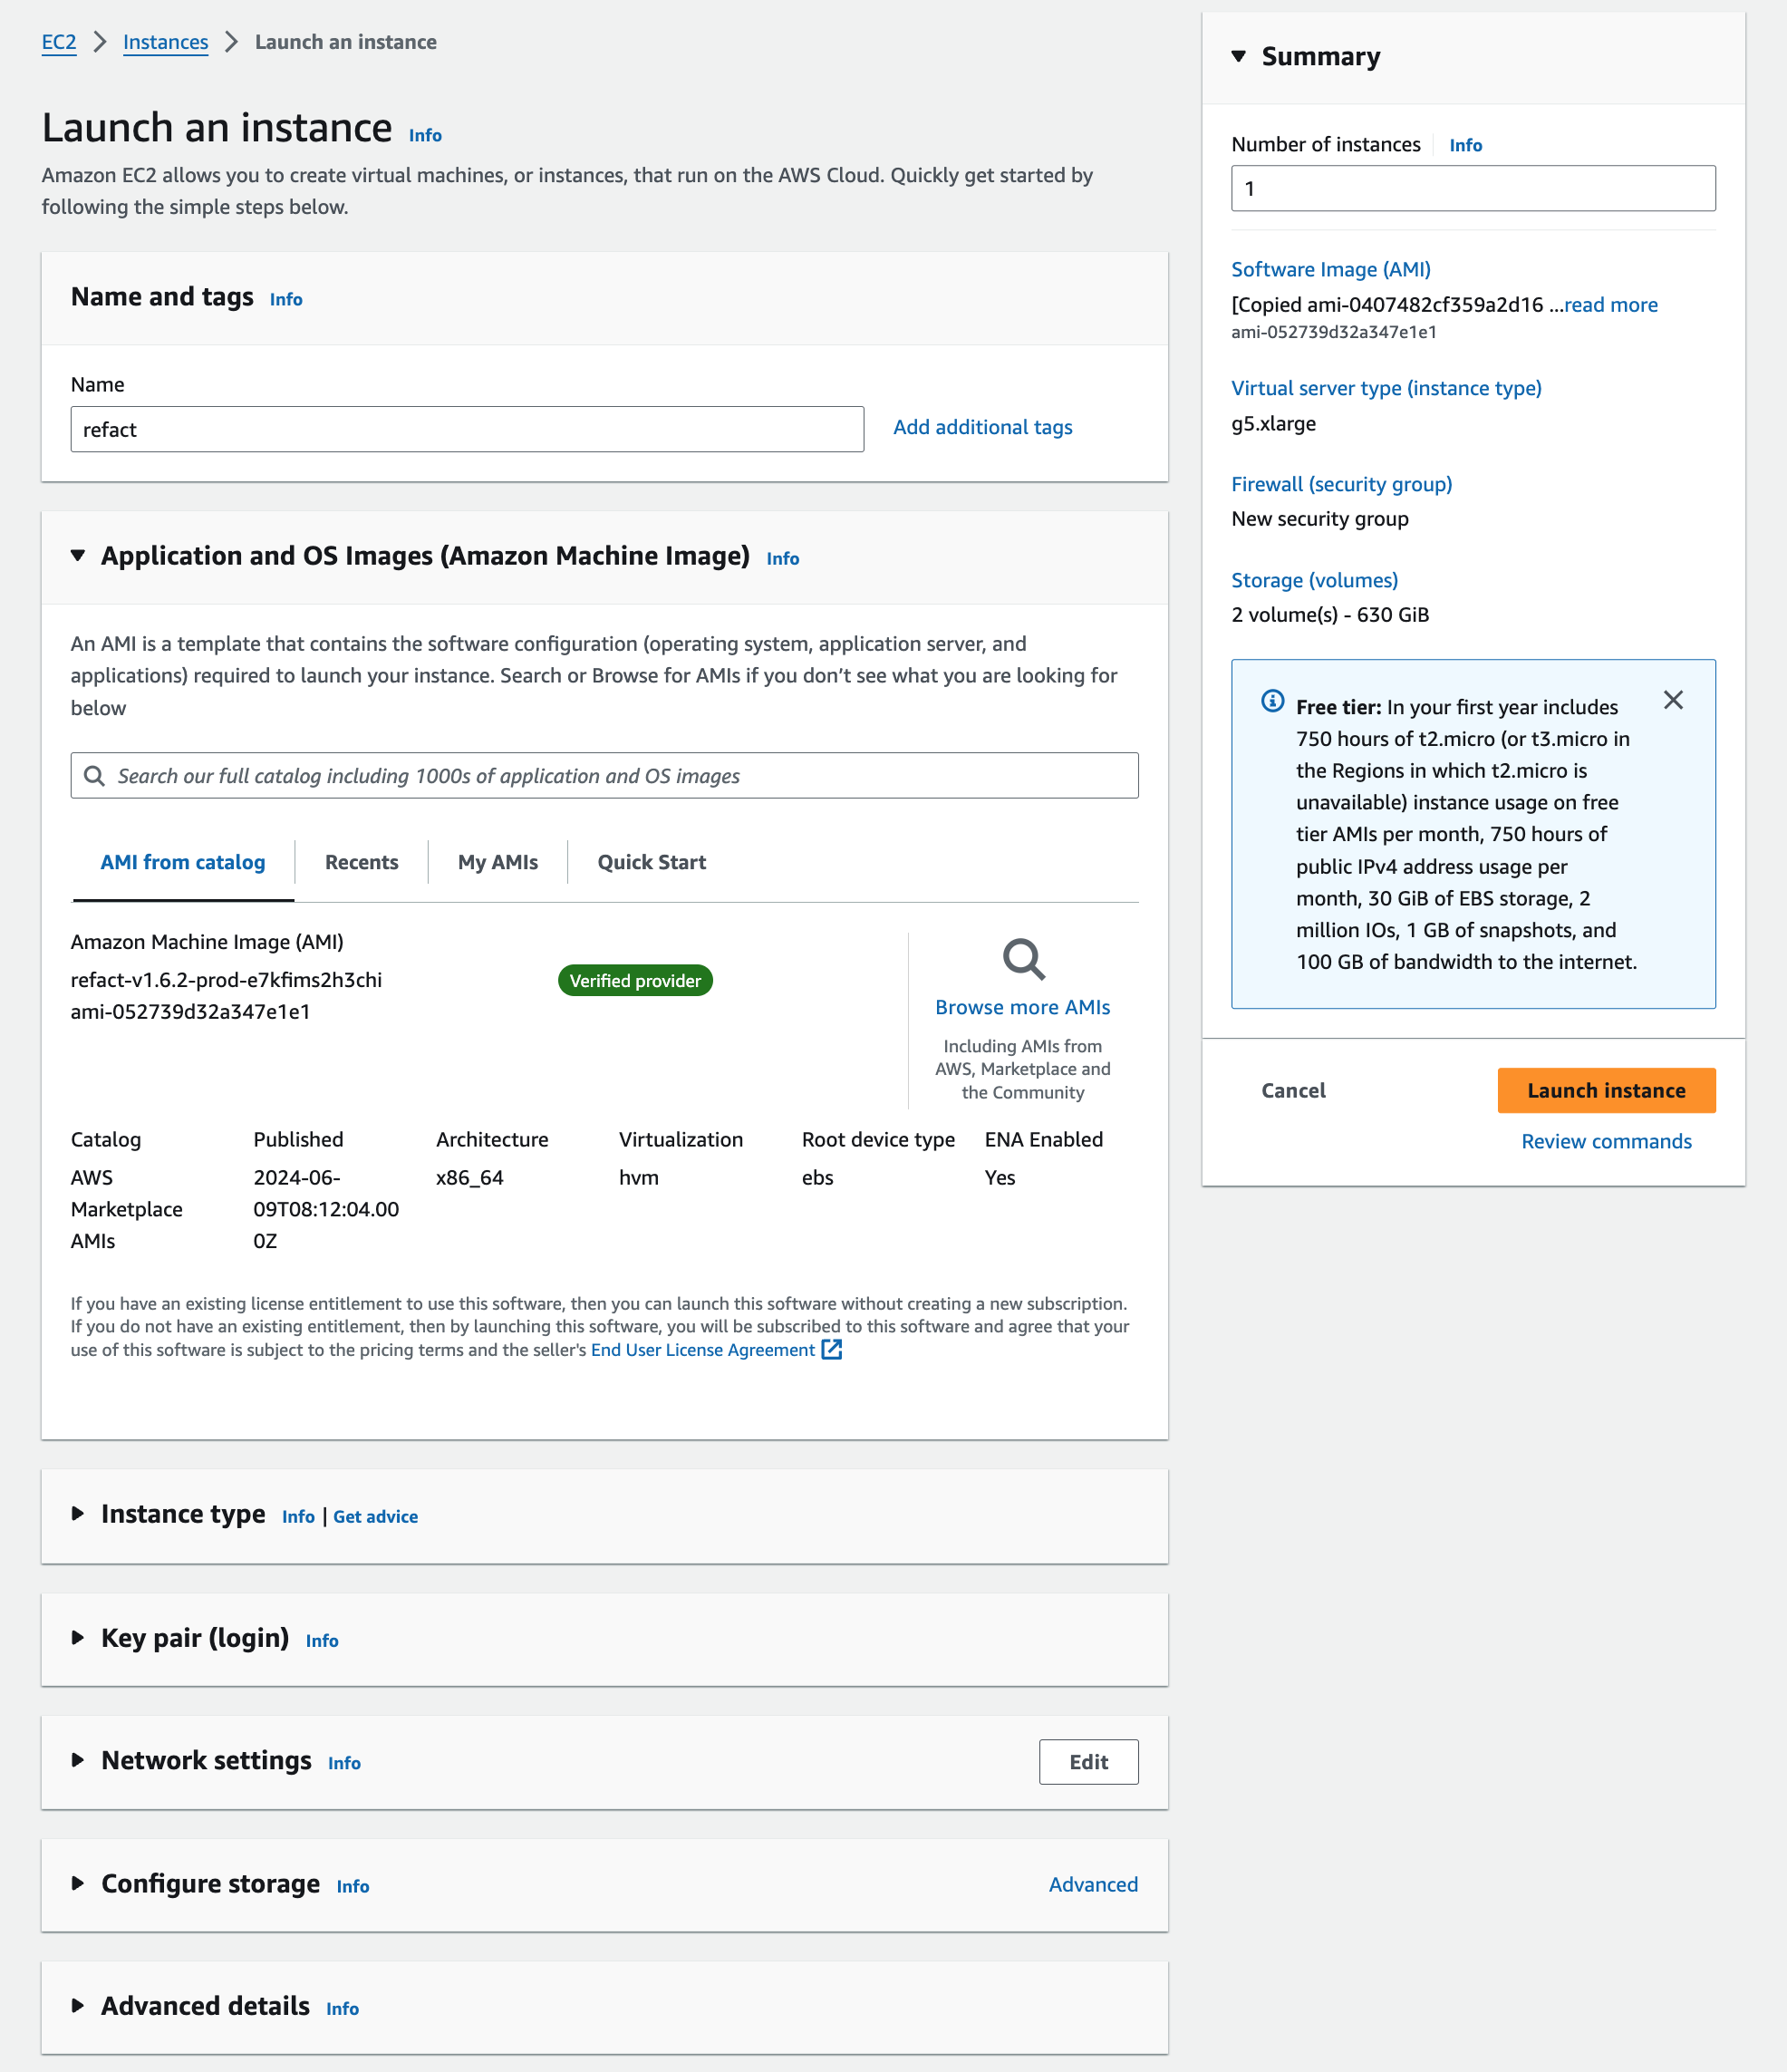 EC2 > Instances > Launch an instance
Launch an instance Info
Amazon EC2 allows you to create virtual machines, or instances, that run on the AWS Cloud. Quickly get started by
following the simple steps below.
Name and tags Info
Name
refact
Add additional tags
Application and OS Images (Amazon Machine Image) Info
An AMI is a template that contains the software configuration (operating system, application server, and
applications) required to launch your instance. Search or Browse for AMIs if you don’t see what you are looking for
below
Search our full catalog including 1000s of application and OS images
AMI from catalog
Recents
My AMIs
Quick Start
Amazon Machine Image (AMI)
refact-v1.6.2-prod-e7kfims2h3chi
Verified provider
ami-052739d32a347e1e1
Browse more AMIs
Including AMIs from
AWS, Marketplace and
the Community
Catalog
AWS
Marketplace
AMIs
Published
2024-06-
09T08:12:04.00
0Z
Architecture
x86_64
Virtualization
hvm
Root device type
ebs
ENA Enabled
Yes
If you have an existing license entitlement to use this software, then you can launch this software without creating a new subscription.
If you do not have an existing entitlement, then by launching this software, you will be subscribed to this software and agree that your
use of this software is subject to the pricing terms and the seller's End User License Agreement
Instance type Info | Get advice
Key pair (login) Info
Network settings Info
Edit
Configure storage Info
Advanced
Advanced details Info
Summary
Number of instances Info
1
Software Image (AMI)
[Copied ami-0407482cf359a2d16 ...read more
ami-052739d32a347e1e1
Virtual server type (instance type)
g5.xlarge
Firewall (security group)
New security group
Storage (volumes)
2 volume(s) - 630 GiB
Free tier: In your first year includes
750 hours of t2.micro (or t3.micro in
the Regions in which t2.micro is
unavailable) instance usage on free
tier AMIs per month, 750 hours of
public IPv4 address usage per
month, 30 GiB of EBS storage, 2
million IOs, 1 GB of snapshots, and
100 GB of bandwidth to the internet.
Cancel
Launch instance
Review commands